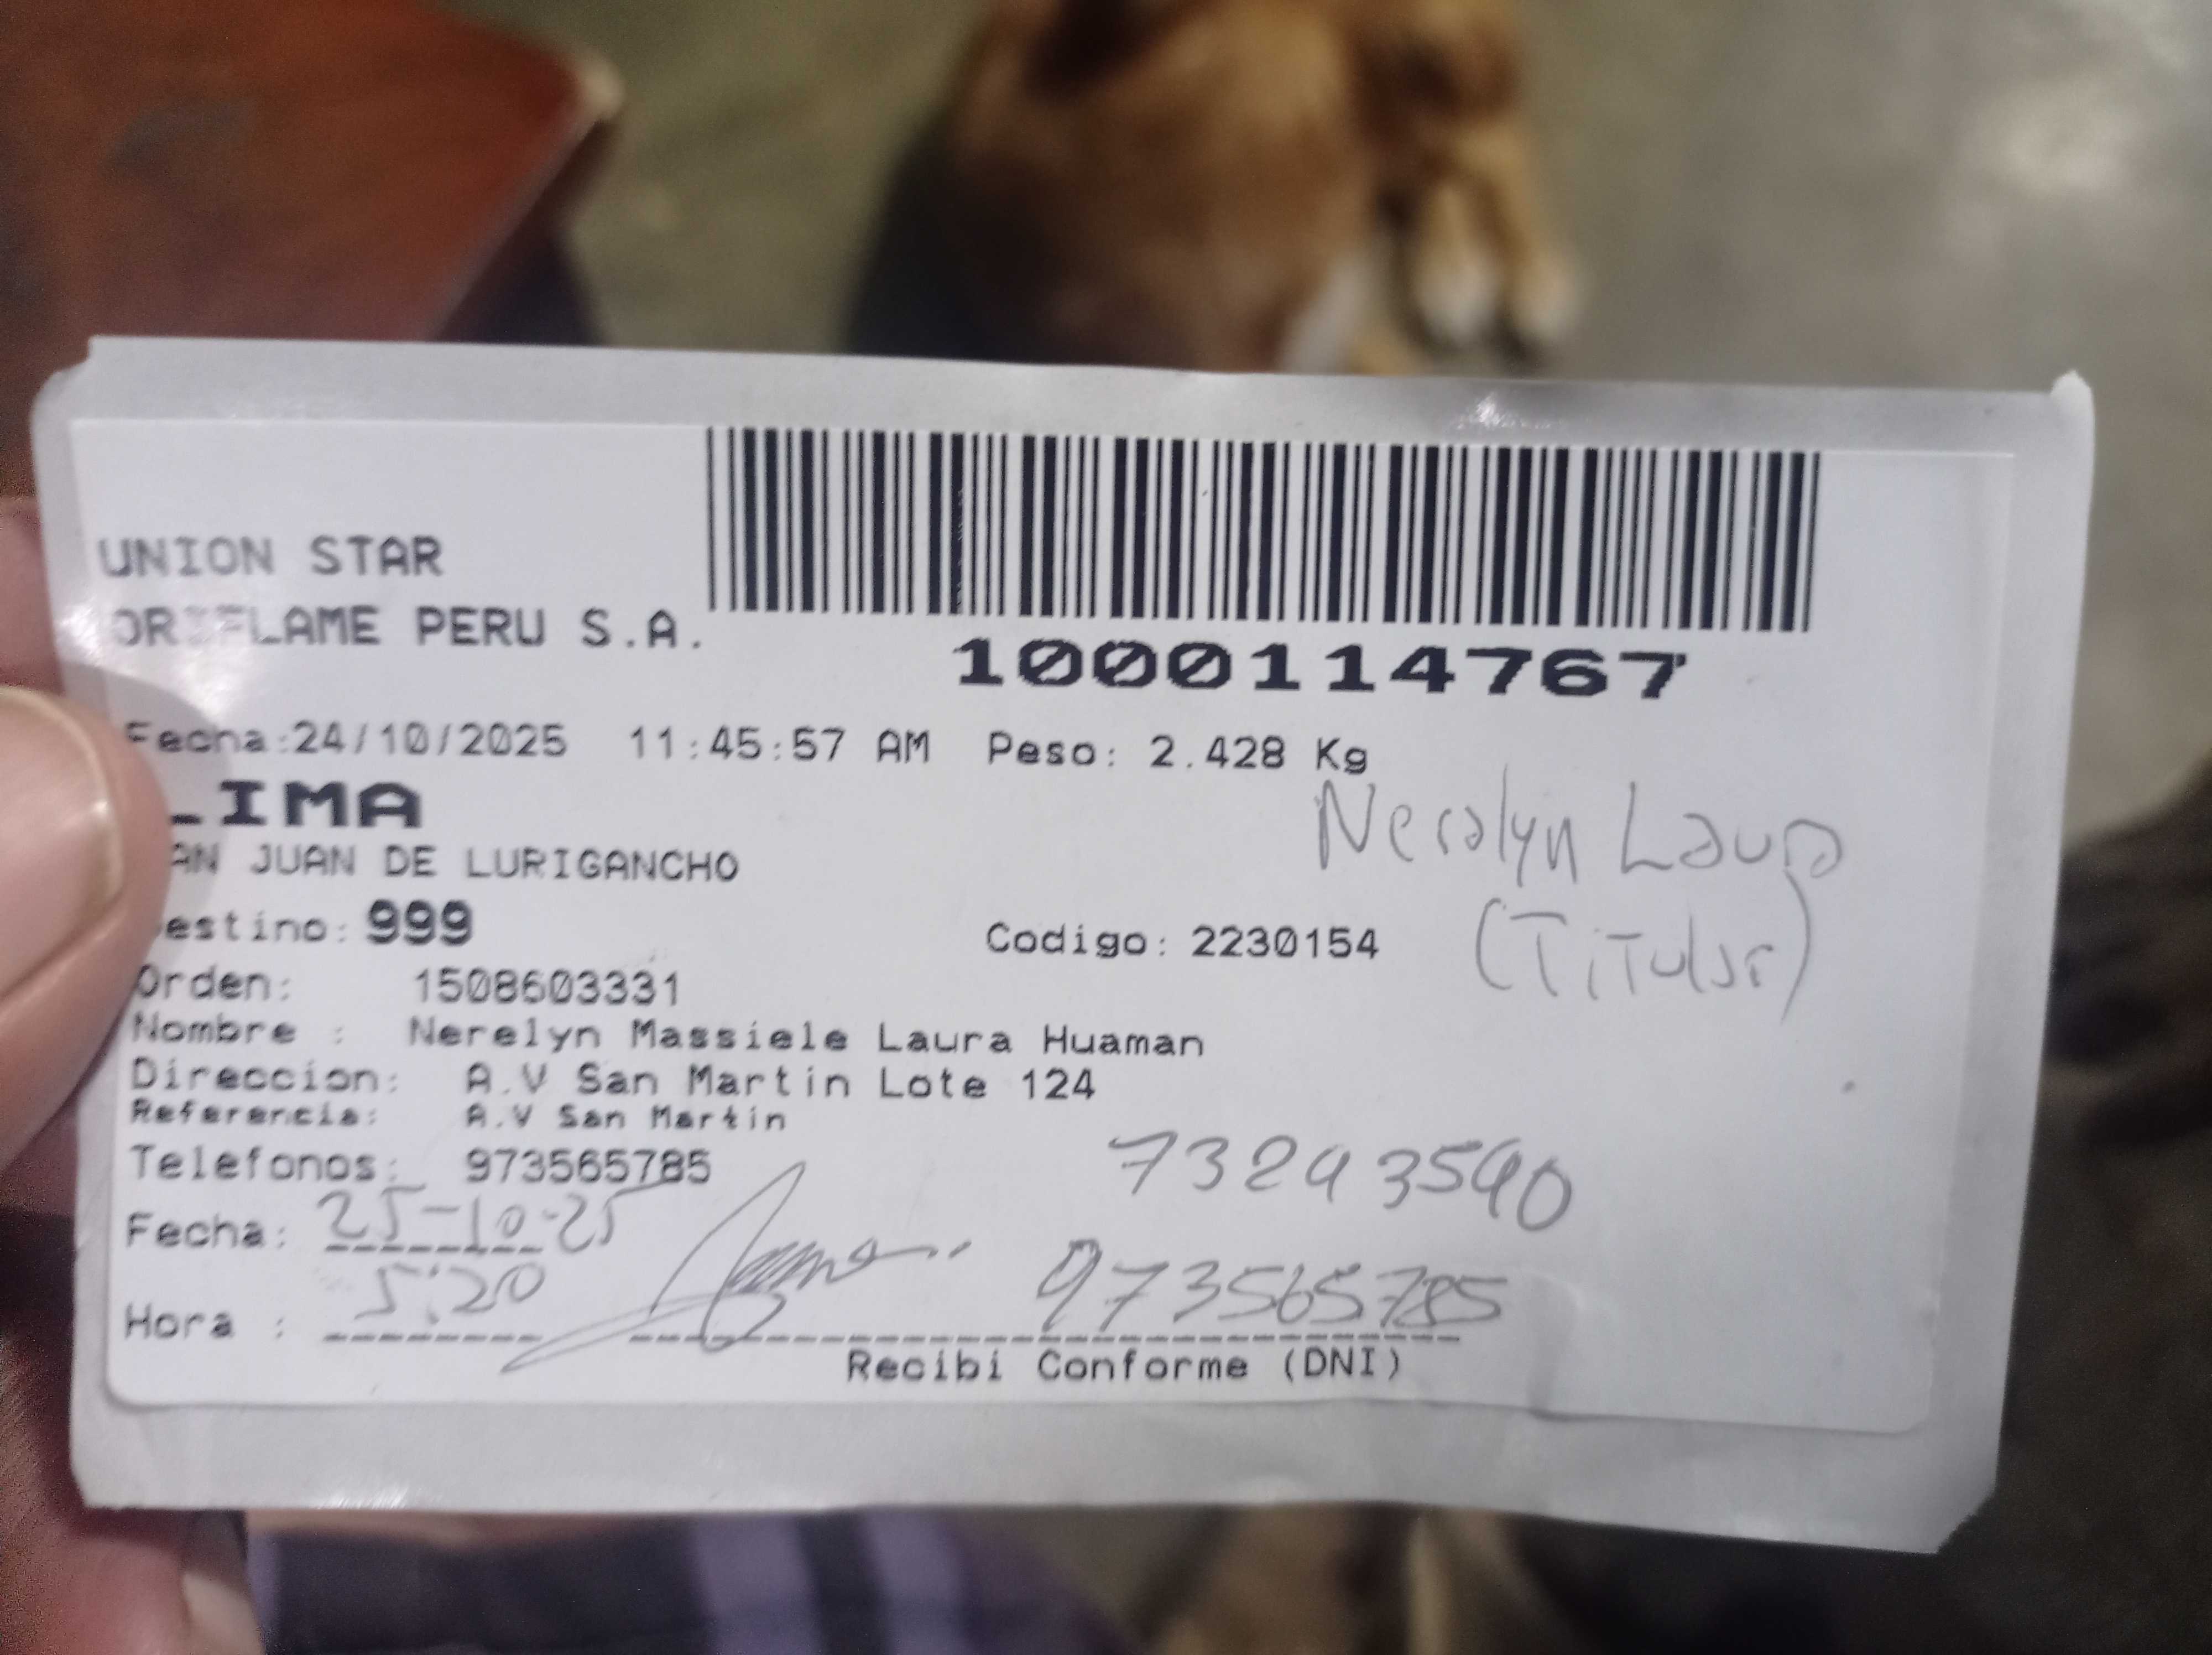 UNION STAR
ORIFLAME PERU S.A.
1000114767
Fecha:24/10/2025 11:45:57 AM Peso: 2.428 Kg
LIMA
Neralyn Laura
AN JUAN DE LURIGANCHO
(Titular)
estino: 999 Codigo: 2230154
Orden: 1508603331
Nombre : Nerelyn Massiele Laura Huaman
Direccion: A.V San Martin Lote 124
Referencia: A.V San Martin
Telefonos: 973565785
73293590
Fecha: 25-10-25
Hora : 5:20
973565785
Recibi Conforme (DNI)